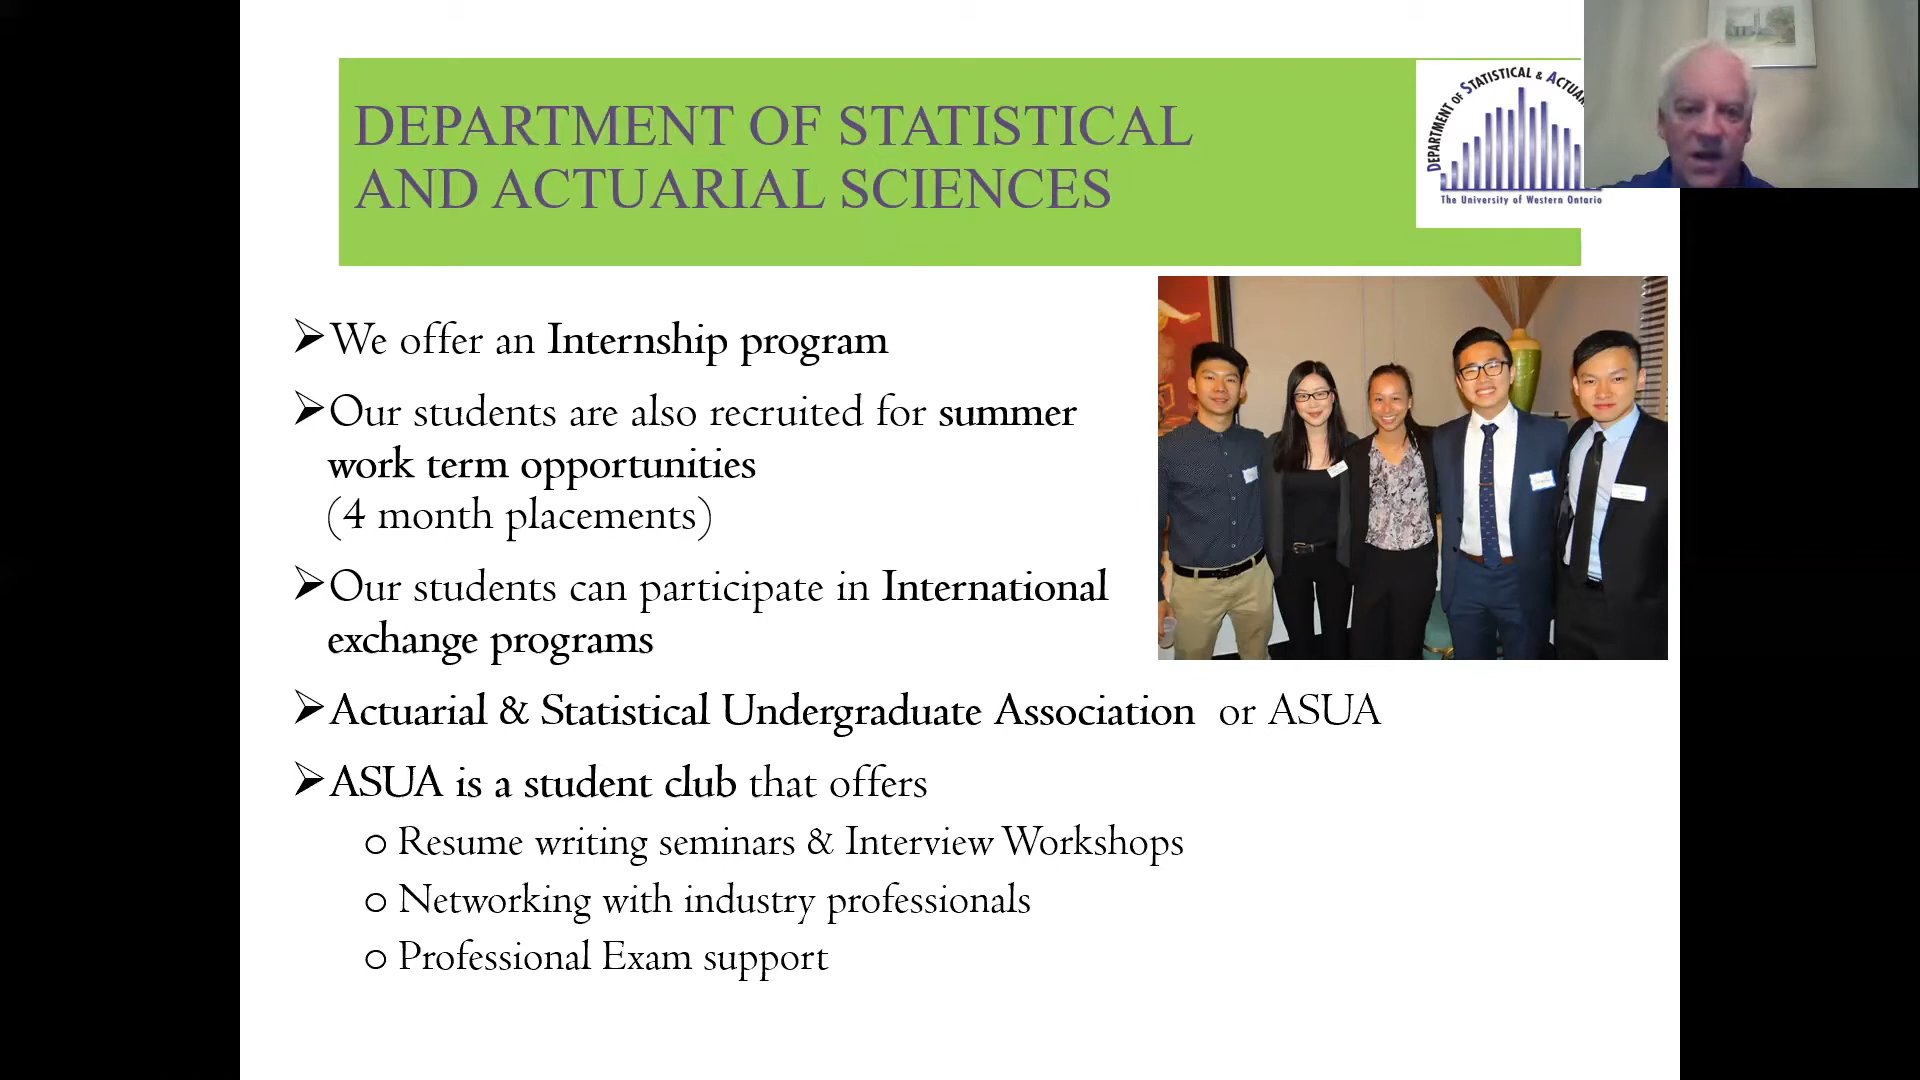 DEPARTMENT OF STATISTICAL
AND ACTUARIAL SCIENCES
DEPARTMENT OF STATISTICAL & ACTUA
The University of Western Ontario
➢We offer an Internship program
➢Our students are also recruited for summer
work term opportunities
(4 month placements)
➢Our students can participate in International
exchange programs
➢Actuarial & Statistical Undergraduate Association or ASUA
➢ASUA is a student club that offers
o Resume writing seminars & Interview Workshops
o Networking with industry professionals
o Professional Exam support